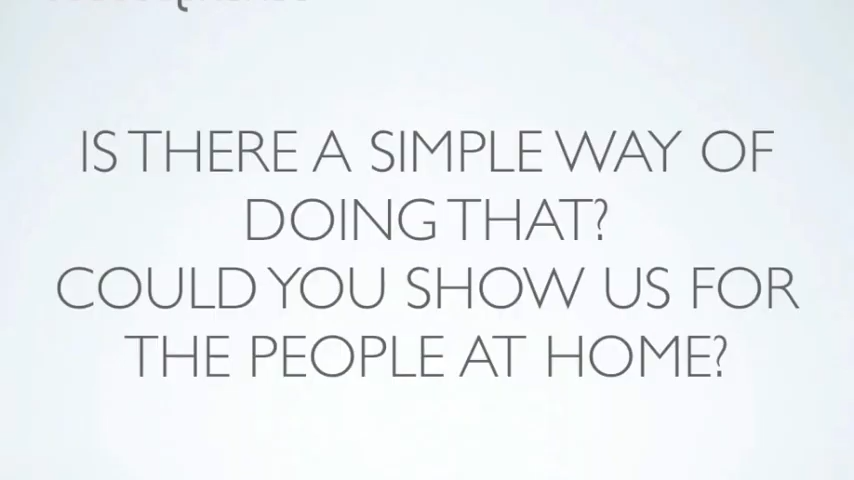 IS THERE A SIMPLE WAY OF
DOING THAT?
COULD YOU SHOW US FOR
THE PEOPLE AT HOME?